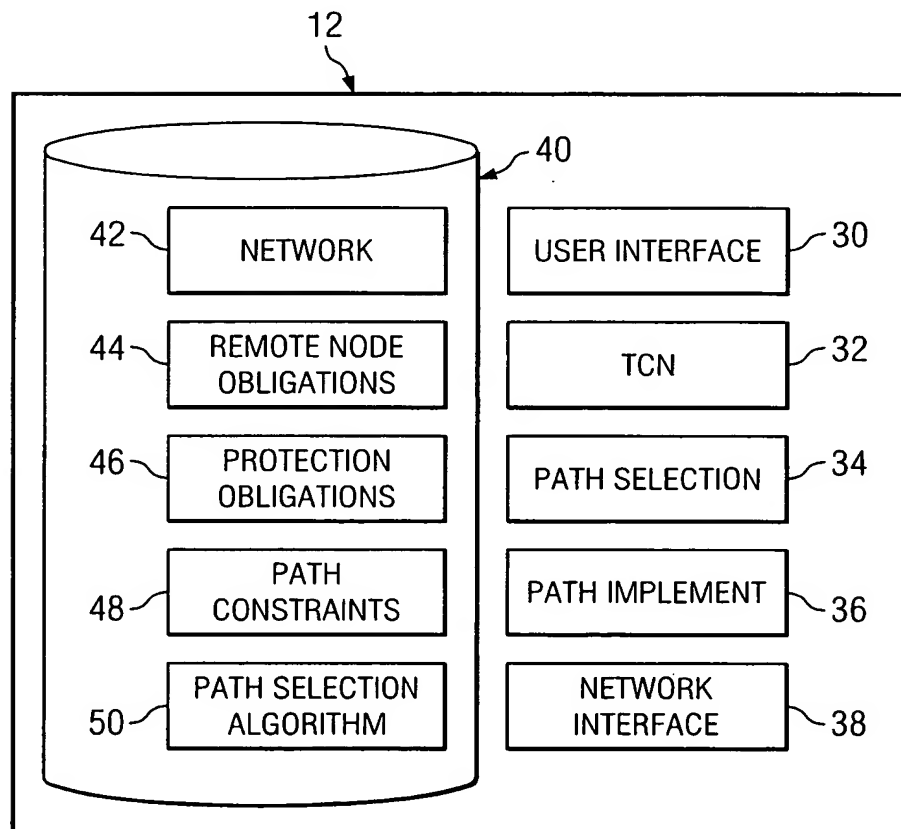 12
40
42
NETWORK
USER INTERFACE
30
44
REMOTE NODE
OBLIGATIONS
TCN
32
46
PROTECTION
OBLIGATIONS
PATH SELECTION
34
48
PATH
CONSTRAINTS
PATH IMPLEMENT
36
50
PATH SELECTION
ALGORITHM
NETWORK
INTERFACE
38